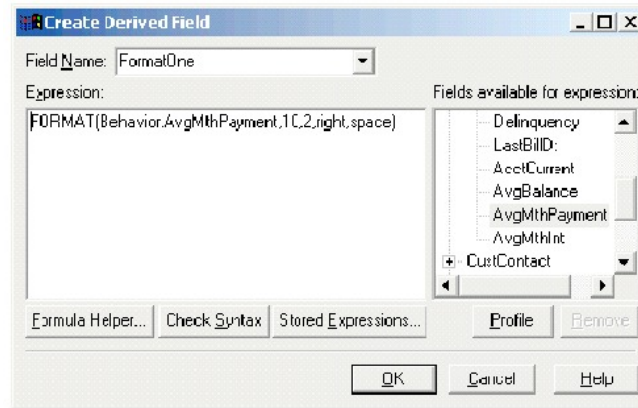 Create Derived Field
Field Name: FormatOne
Expression:
FORMAT(Behavior.AvgMthPayment,10,2,right,space)
Fields available for expression:
Delinquency
LastBillID:
AcctCurrent
AvgBalance
AvgMthPayment
AvgMthInt
CustContact
Formula Helper...
Check Syntax
Stored Expressions...
Profile
Remove
OK
Cancel
Help